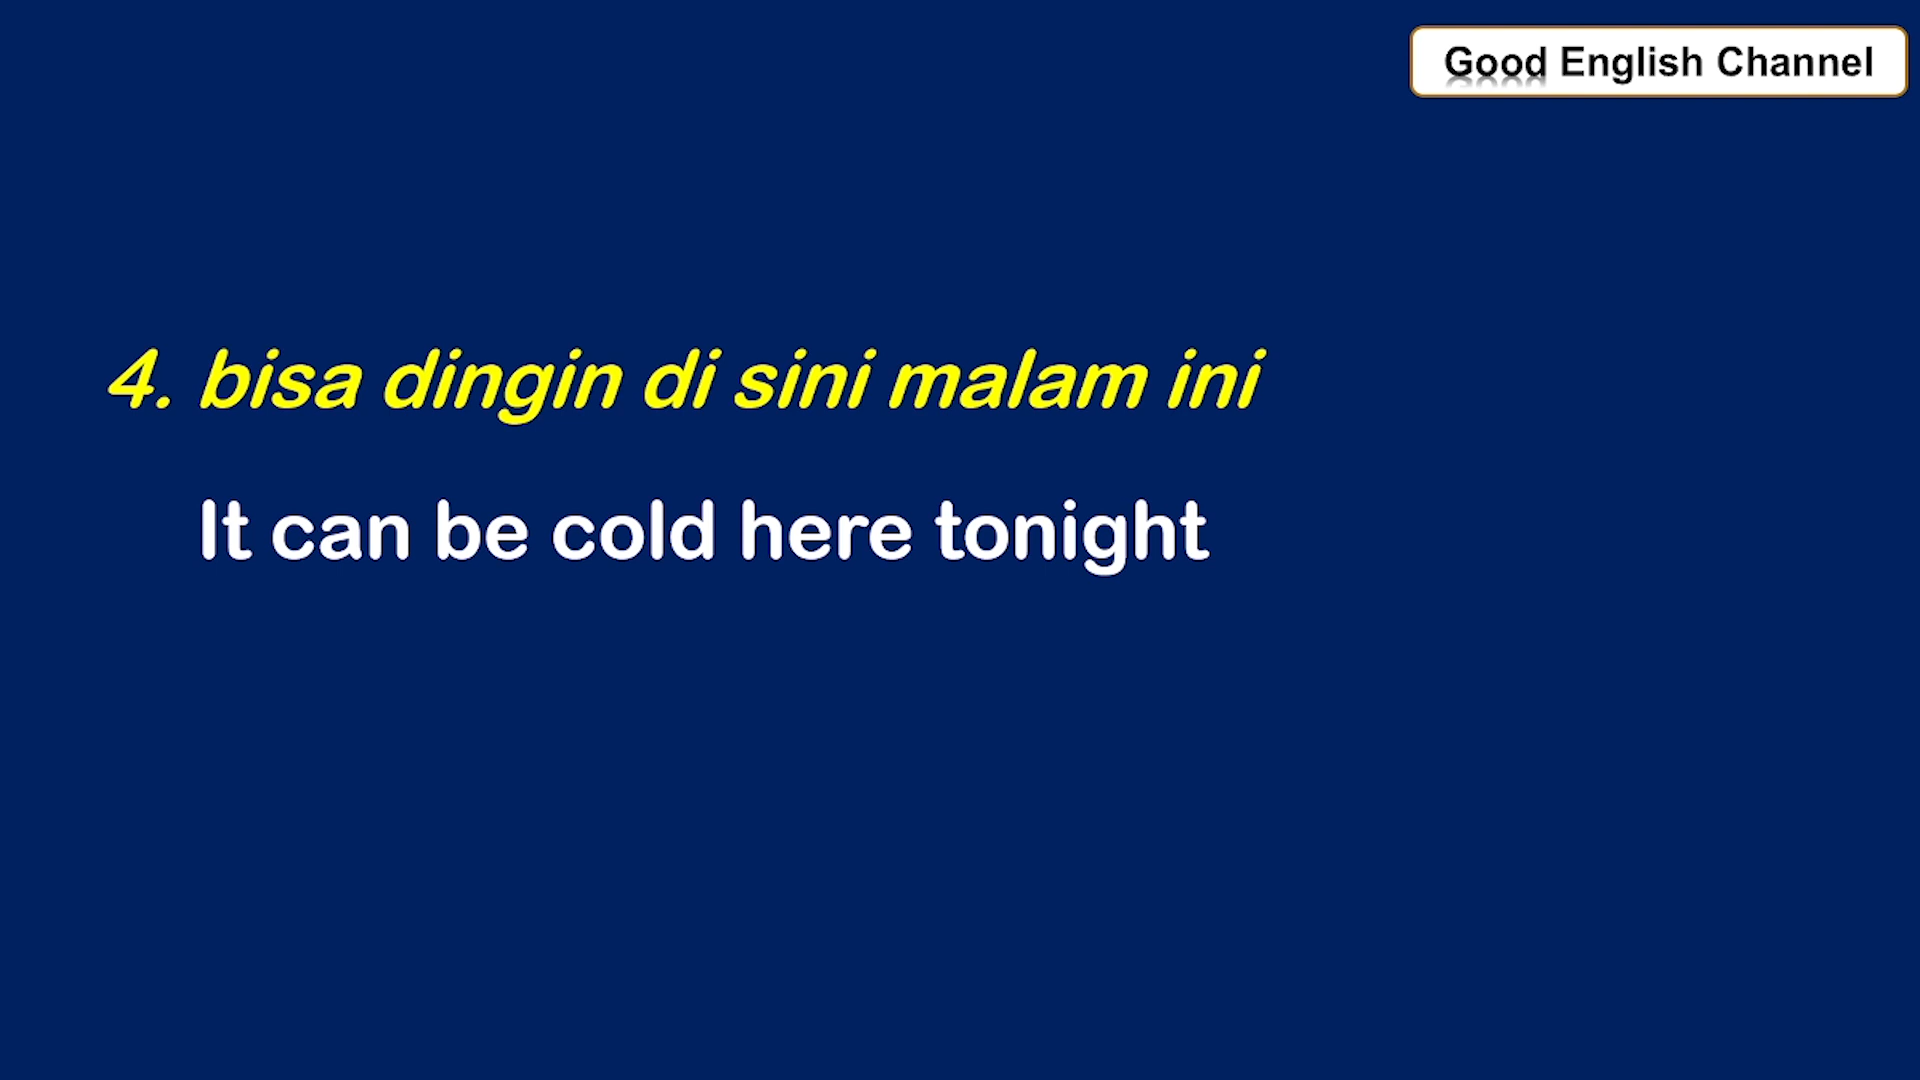 Good English Channel
4. bisa dingin di sini malam ini
It can be cold here tonight